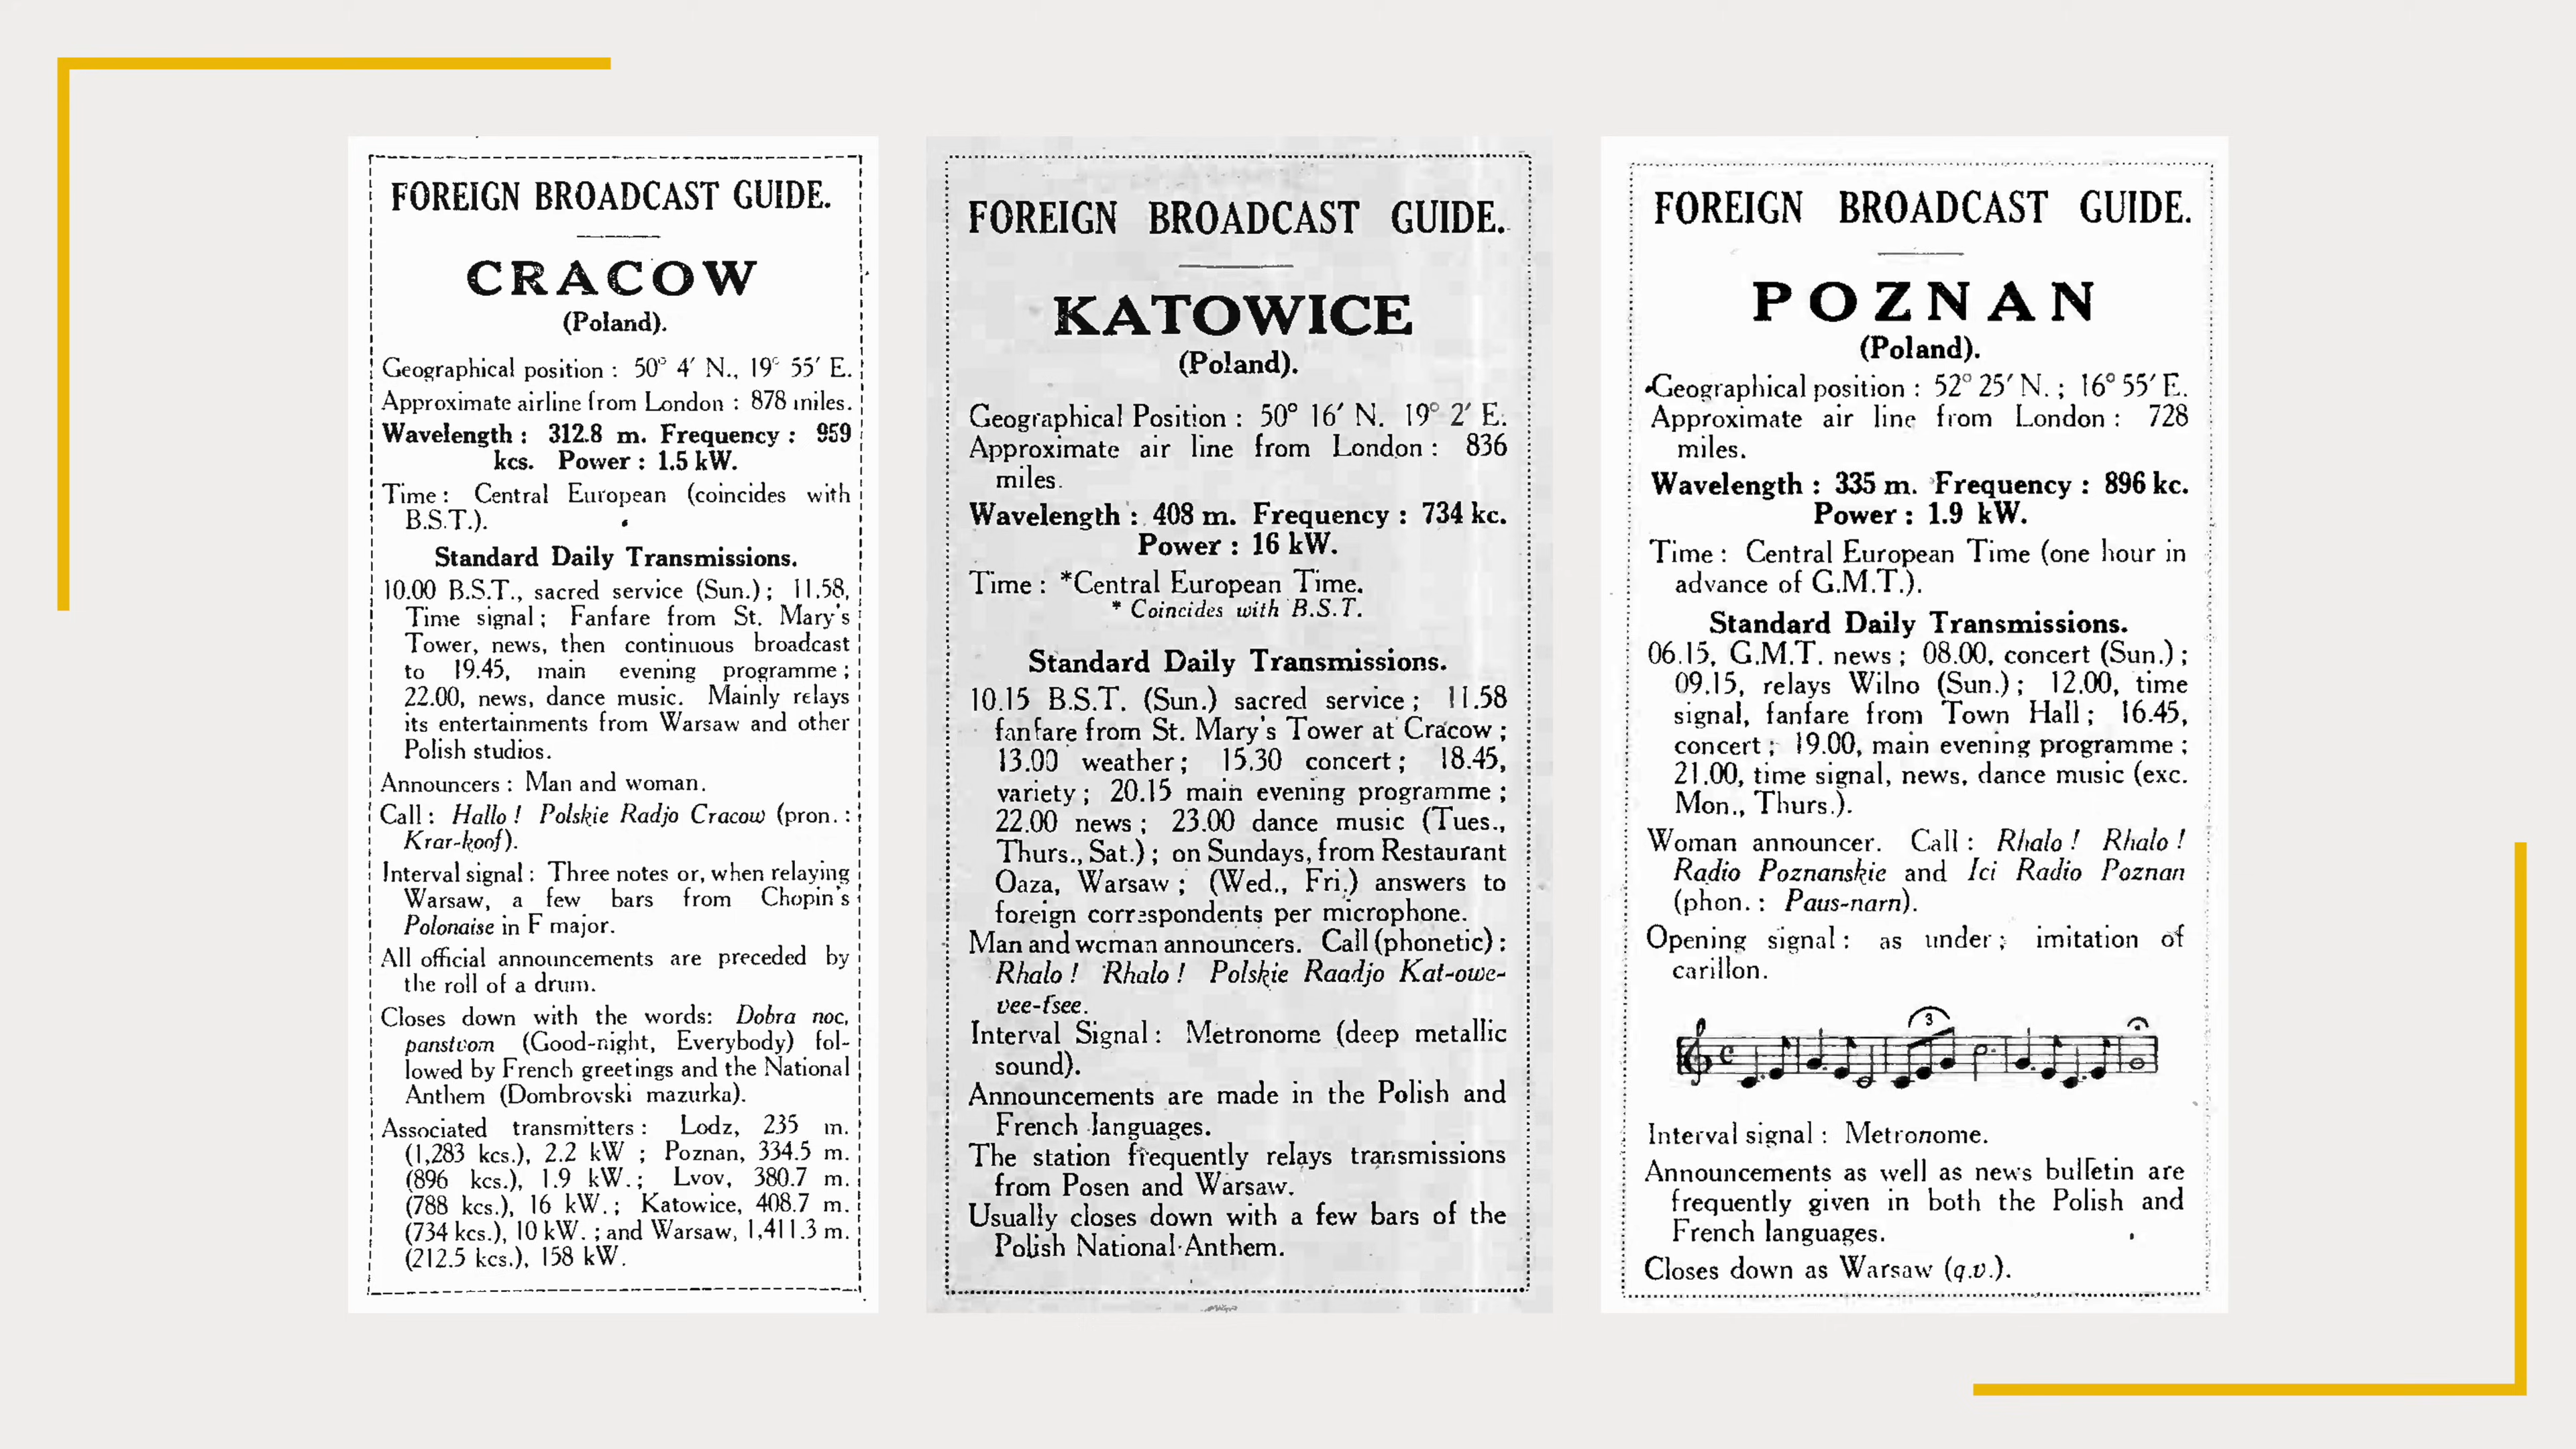 FOREIGN BROADCAST GUIDE.
CRACOW
(Poland).
Geographical position : 50° 4′ N., 19° 55′ E.
Approximate airline from London : 878 miles.
Wavelength : 312.8 m. Frequency : 959
kcs. Power : 1.5 kW.
Time : Central European (coincides with
B.S.T.).
Standard Daily Transmissions.
10.00 B.S.T., sacred service (Sun.) ; 11.58,
Time signal ; Fanfare from St. Mary's
Tower, news, then continuous broadcast
to 19.45, main evening programme ;
22.00, news, dance music. Mainly relays
its entertainments from Warsaw and other
Polish studios.
Announcers : Man and woman.
Call : Hallo ! Polskie Radjo Cracow (pron. :
Krar-koof).
Interval signal : Three notes or, when relaying
Warsaw, a few bars from Chopin's
Polonaise in F major.
All official announcements are preceded by
the roll of a drum.
Closes down with the words: Dobra noc,
panstvom (Good-night, Everybody) fol-
lowed by French greetings and the National
Anthem (Dombrovski mazurka).
Associated transmitters : Lodz, 235 m.
(1,283 kcs.), 2.2 kW ; Poznan, 334.5 m.
(896 kcs.), 1.9 kW. ; Lvov, 380.7 m.
(788 kcs.), 16 kW. ; Katowice, 408.7 m.
(734 kcs.), 10 kW. ; and Warsaw, 1,411.3 m.
(212.5 kcs.), 158 kW.
FOREIGN BROADCAST GUIDE.
KATOWICE
(Poland).
Geographical Position : 50° 16′ N. 19° 2′ E.
Approximate air line from London : 836
miles.
Wavelength : 408 m. Frequency : 734 kc.
Power : 16 kW.
Time : *Central European Time.
* Coincides with B.S.T.
Standard Daily Transmissions.
10.15 B.S.T. (Sun.) sacred service ; 11.58
fanfare from St. Mary's Tower at Cracow ;
13.00 weather ; 15.30 concert ; 18.45,
variety ; 20.15 main evening programme ;
22.00 news ; 23.00 dance music (Tues.,
Thurs., Sat.) ; on Sundays, from Restaurant
Oaza, Warsaw ; (Wed., Fri.) answers to
foreign correspondents per microphone.
Man and woman announcers. Call (phonetic) :
Rhalo ! Rhalo ! Polskie Raadjo Kat-owe-
vee-tsee.
Interval Signal : Metronome (deep metallic
sound).
Announcements are made in the Polish and
French languages.
The station frequently relays transmissions
from Posen and Warsaw.
Usually closes down with a few bars of the
Polish National Anthem.
FOREIGN BROADCAST GUIDE.
POZNAN
(Poland).
Geographical position : 52° 25′ N. ; 16° 55′ E.
Approximate air line from London : 728
miles.
Wavelength : 335 m. Frequency : 896 kc.
Power : 1.9 kW.
Time : Central European Time (one hour in
advance of G.M.T.).
Standard Daily Transmissions.
06.15, G.M.T. news ; 08.00, concert (Sun.) ;
09.15, relays Wilno (Sun.) ; 12.00, time
signal, fanfare from Town Hall ; 16.45,
concert ; 19.00, main evening programme ;
21.00, time signal, news, dance music (exc.
Mon., Thurs.).
Woman announcer. Call : Rhalo ! Rhalo !
Radio Poznanskie and Ici Radio Poznan
(phon. : Paus-narn).
Opening signal : as under ; imitation of
carillon.
3
Interval signal : Metronome.
Announcements as well as news bulletin are
frequently given in both the Polish and
French languages.
Closes down as Warsaw (q.v.).